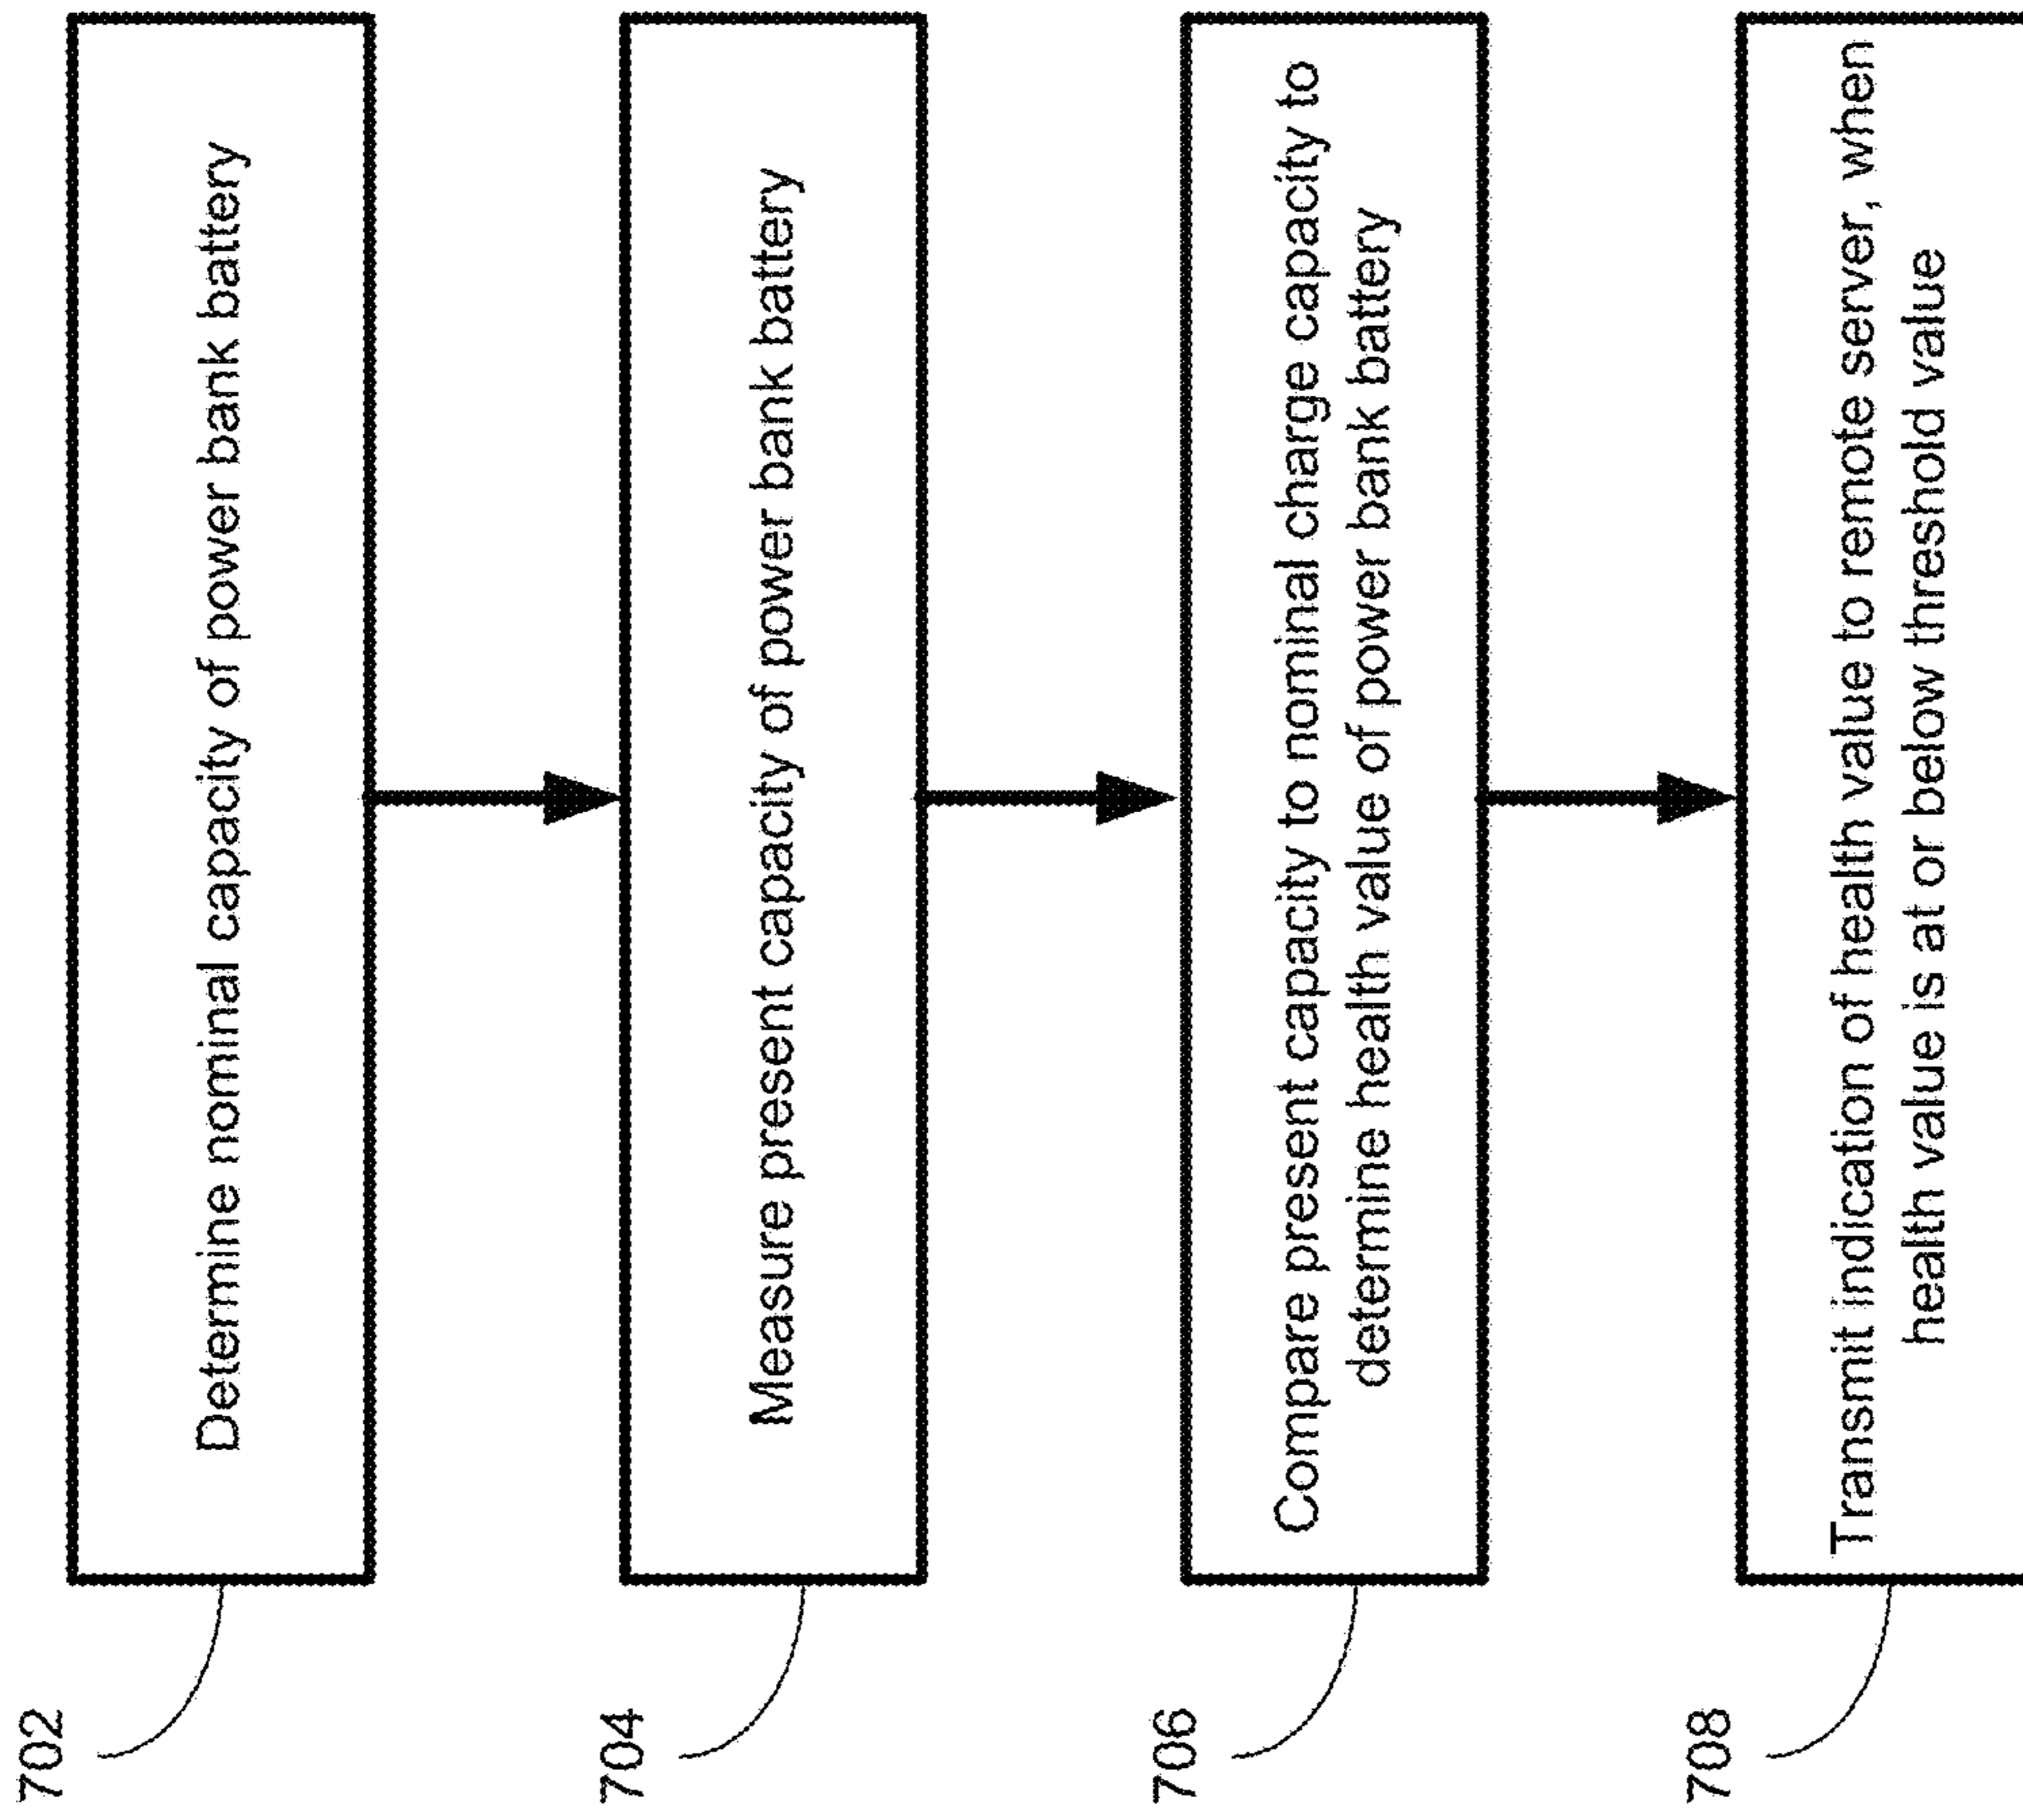 702
Determine nominal capacity of power bank battery
704
Measure present capacity of power bank battery
706
Compare present capacity to nominal charge capacity to
determine health value of power bank battery
708
Transmit indication of health value to remote server, when
health value is at or below threshold value